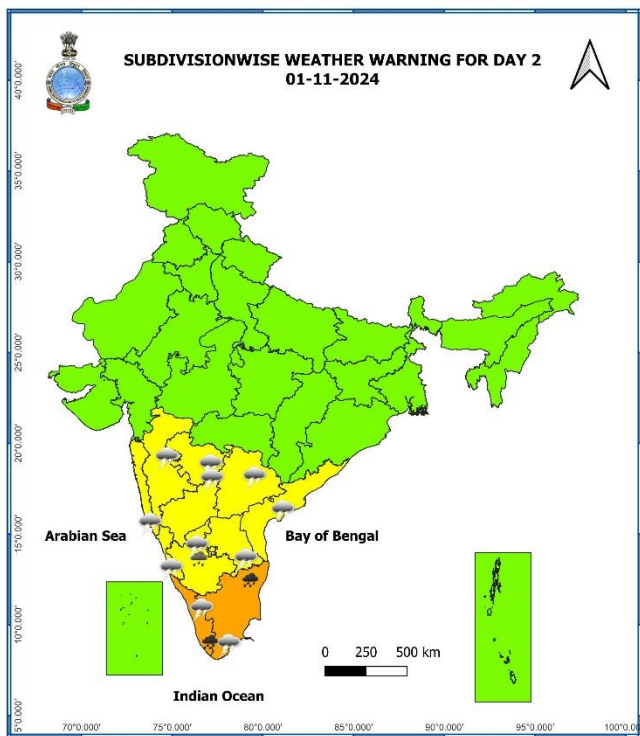 SUBDIVISIONWISE WEATHER WARNING FOR DAY 2
01-11-2024
40°0.000'
35°0.000'
30°0.000'
25°0.000'
20°0.000'
15°0.000'
10°0.000'
5°0.000'
Arabian Sea
Bay of Bengal
0 250 500 km
Indian Ocean
70°0.000' 75°0.000' 80°0.000' 85°0.000' 90°0.000' 95°0.000' 100°0.000'